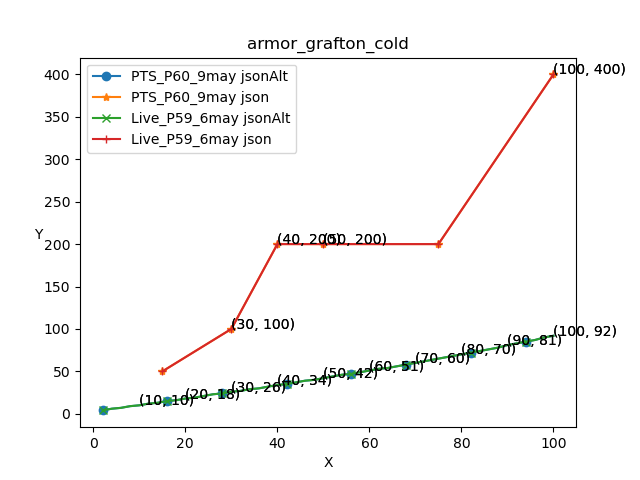 armor_grafton_cold
PTS_P60_9may jsonAlt
PTS_P60_9may json
Live_P59_6may jsonAlt
Live_P59_6may json
(100, 400)
(40, 200)
(50, 200)
(30, 100)
(100, 92)
(90, 81)
(80, 70)
(70, 60)
(60, 51)
(50, 42)
(40, 34)
(30, 26)
(20, 18)
(10, 10)
400
350
300
250
200
150
100
50
0
Y
0 20 40 60 80 100
X